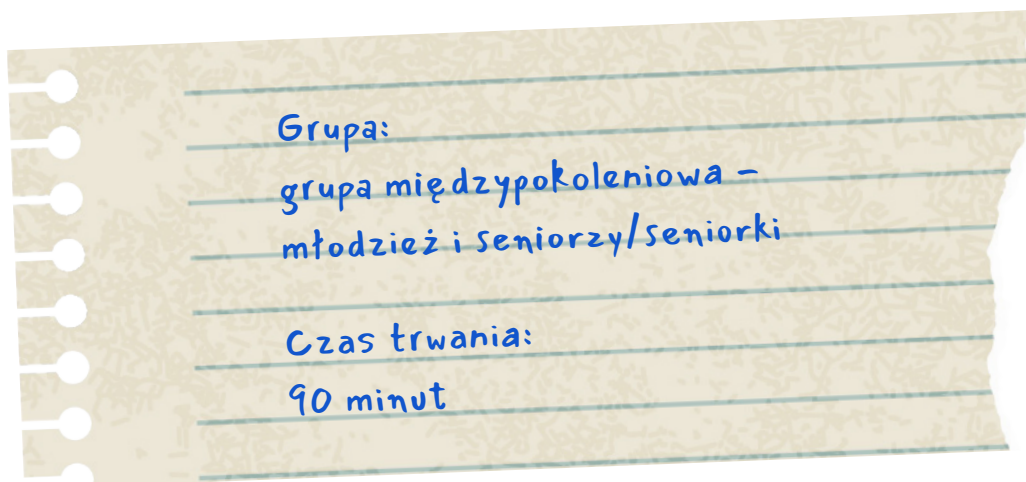 Grupa:
grupa międzypokoleniowa –
młodzież i seniorzy/seniorki
Czas trwania:
90 minut